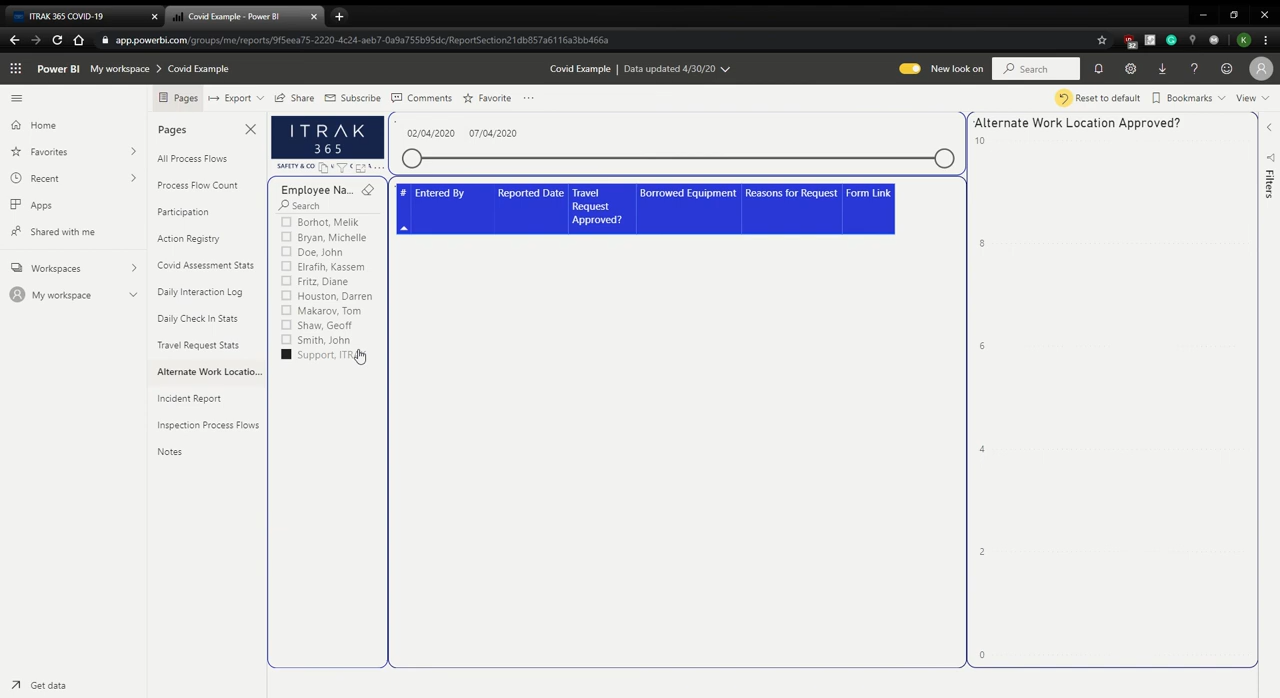 ITRAK 365 COVID-19
Covid Example - Power BI
app.powerbi.com/groups/me/reports/9f5eea75-2220-4c24-aeb7-0a9a755b95dc/ReportSection21db857a6116a3bb466a
32
K
Power BI My workspace > Covid Example
Covid Example | Data updated 4/30/20
New look on
Search
Pages
Export
Share
Subscribe
Comments
Favorite
Reset to default
Bookmarks
View
Home
Favorites
Recent
Apps
Shared with me
Workspaces
My workspace
Get data
Pages
All Process Flows
Process Flow Count
Participation
Action Registry
Covid Assessment Stats
Daily Interaction Log
Daily Check In Stats
Travel Request Stats
Alternate Work Locatio...
Incident Report
Inspection Process Flows
Notes
ITRAK
365
SAFETY & CO
Employee Na...
Search
Borhot, Melik
Bryan, Michelle
Doe, John
Elrafih, Kassem
Fritz, Diane
Houston, Darren
Makarov, Tom
Shaw, Geoff
Smith, John
Support, ITRAK
02/04/2020 07/04/2020
# Entered By Reported Date Travel Request Approved? Borrowed Equipment Reasons for Request Form Link
Alternate Work Location Approved?
10
8
6
4
2
0
Filters